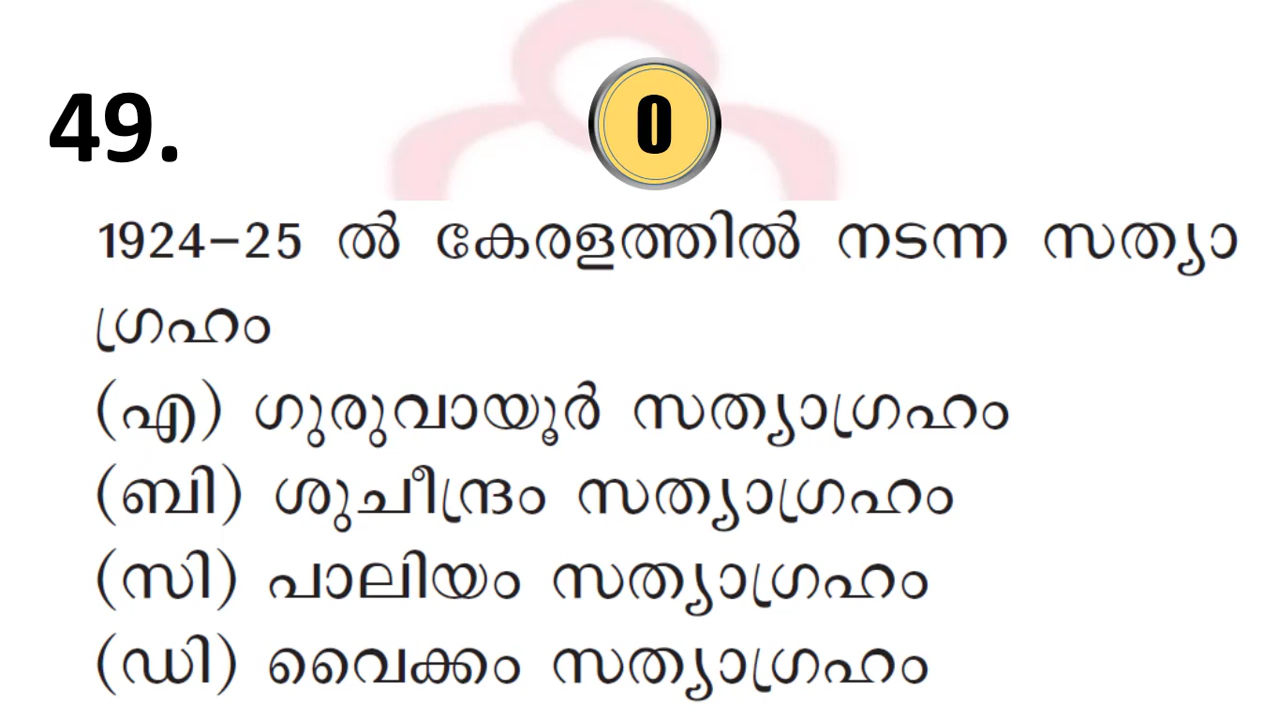 49.
0
1924–25 ൽ കേരളത്തിൽ നടന്ന സത്യാ
ഗ്രഹം
(എ) ഗുരുവായൂർ സത്യാഗ്രഹം
(ബി) ശുചീന്ദ്രം സത്യാഗ്രഹം
(സി) പാലിയം സത്യാഗ്രഹം
(ഡി) വൈക്കം സത്യാഗ്രഹം